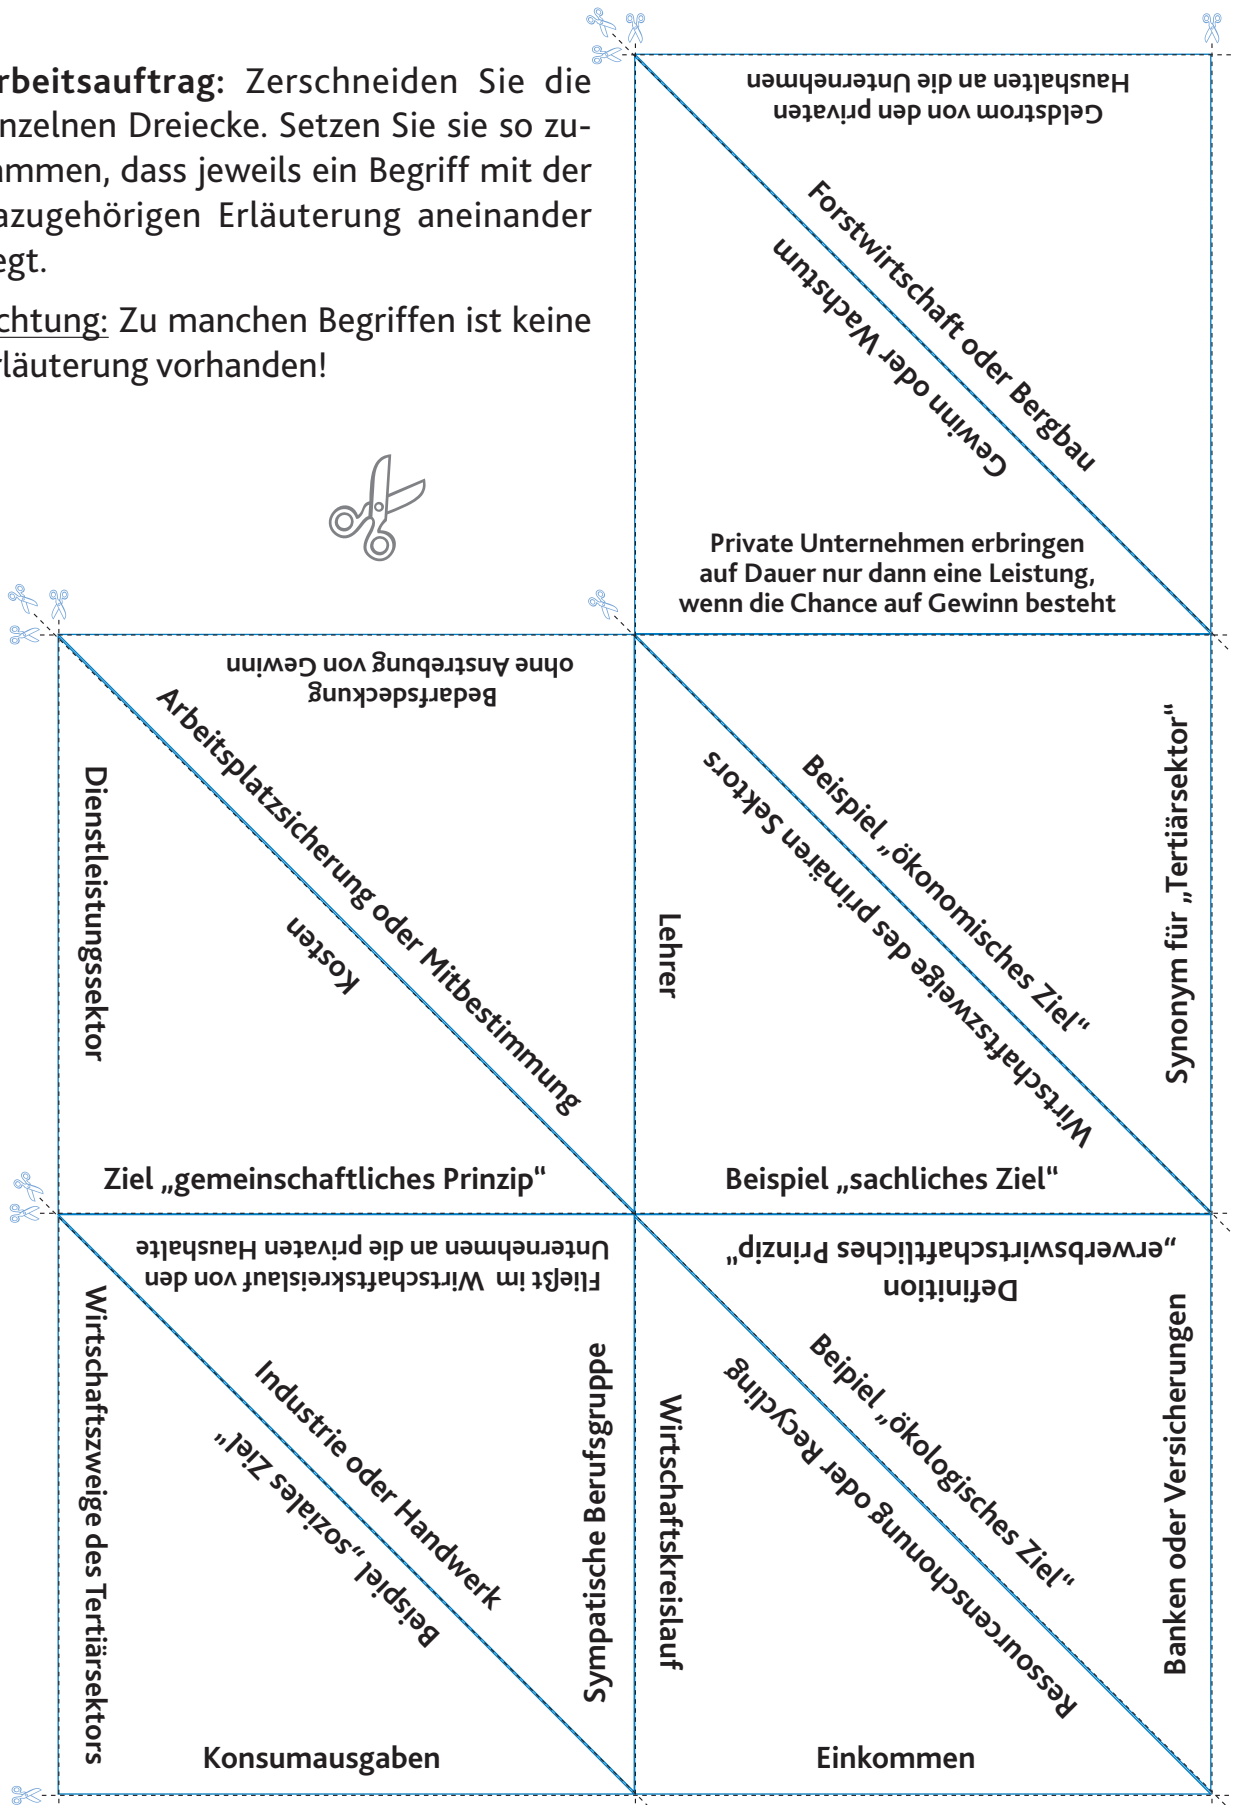 rbeitsauftrag: Zerschneiden Sie die
inzelnen Dreiecke. Setzen Sie sie so zu-
ammen, dass jeweils ein Begriff mit der
azugehörigen Erläuterung aneinander
egt.
chtung: Zu manchen Begriffen ist keine
rläuterung vorhanden!
Geldstrom von den privaten
Haushalten an die Unternehmen
Forstwirtschaft oder Bergbau
Gewinn oder Wachstum
Private Unternehmen erbringen
auf Dauer nur dann eine Leistung,
wenn die Chance auf Gewinn besteht
Bedarfsdeckung
ohne Anstrebung von Gewinn
Arbeitsplatzsicherung oder Mitbestimmung
Dienstleistungssektor
Kosten
Ziel „gemeinschaftliches Prinzip“
Beispiel „ökonomisches Ziel“
Synonym für „Tertiärsektor“
Wirtschaftszweige des primären Sektors
Lehrer
Beispiel „sachliches Ziel“
Fließt im Wirtschaftskreislauf von den
Unternehmen an die privaten Haushalte
Industrie oder Handwerk
Sympatische Berufsgruppe
Wirtschaftszweige des Tertiärsektors
Beispiel „soziales Ziel“
Konsumausgaben
Definition
„erwerbswirtschaftliches Prinzip"
Beipiel „ökologisches Ziel“
Banken oder Versicherungen
Wirtschaftskreislauf
Ressourcenschonung oder Recycling
Einkommen